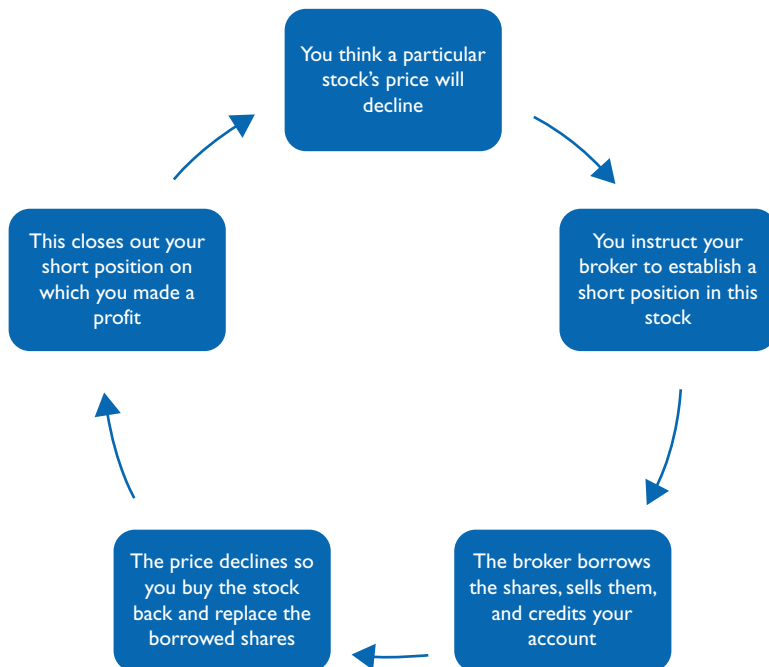 You think a particular
stock's price will
decline
You instruct your
broker to establish a
short position in this
stock
The broker borrows
the shares, sells them,
and credits your
account
The price declines so
you buy the stock
back and replace the
borrowed shares
This closes out your
short position on
which you made a
profit